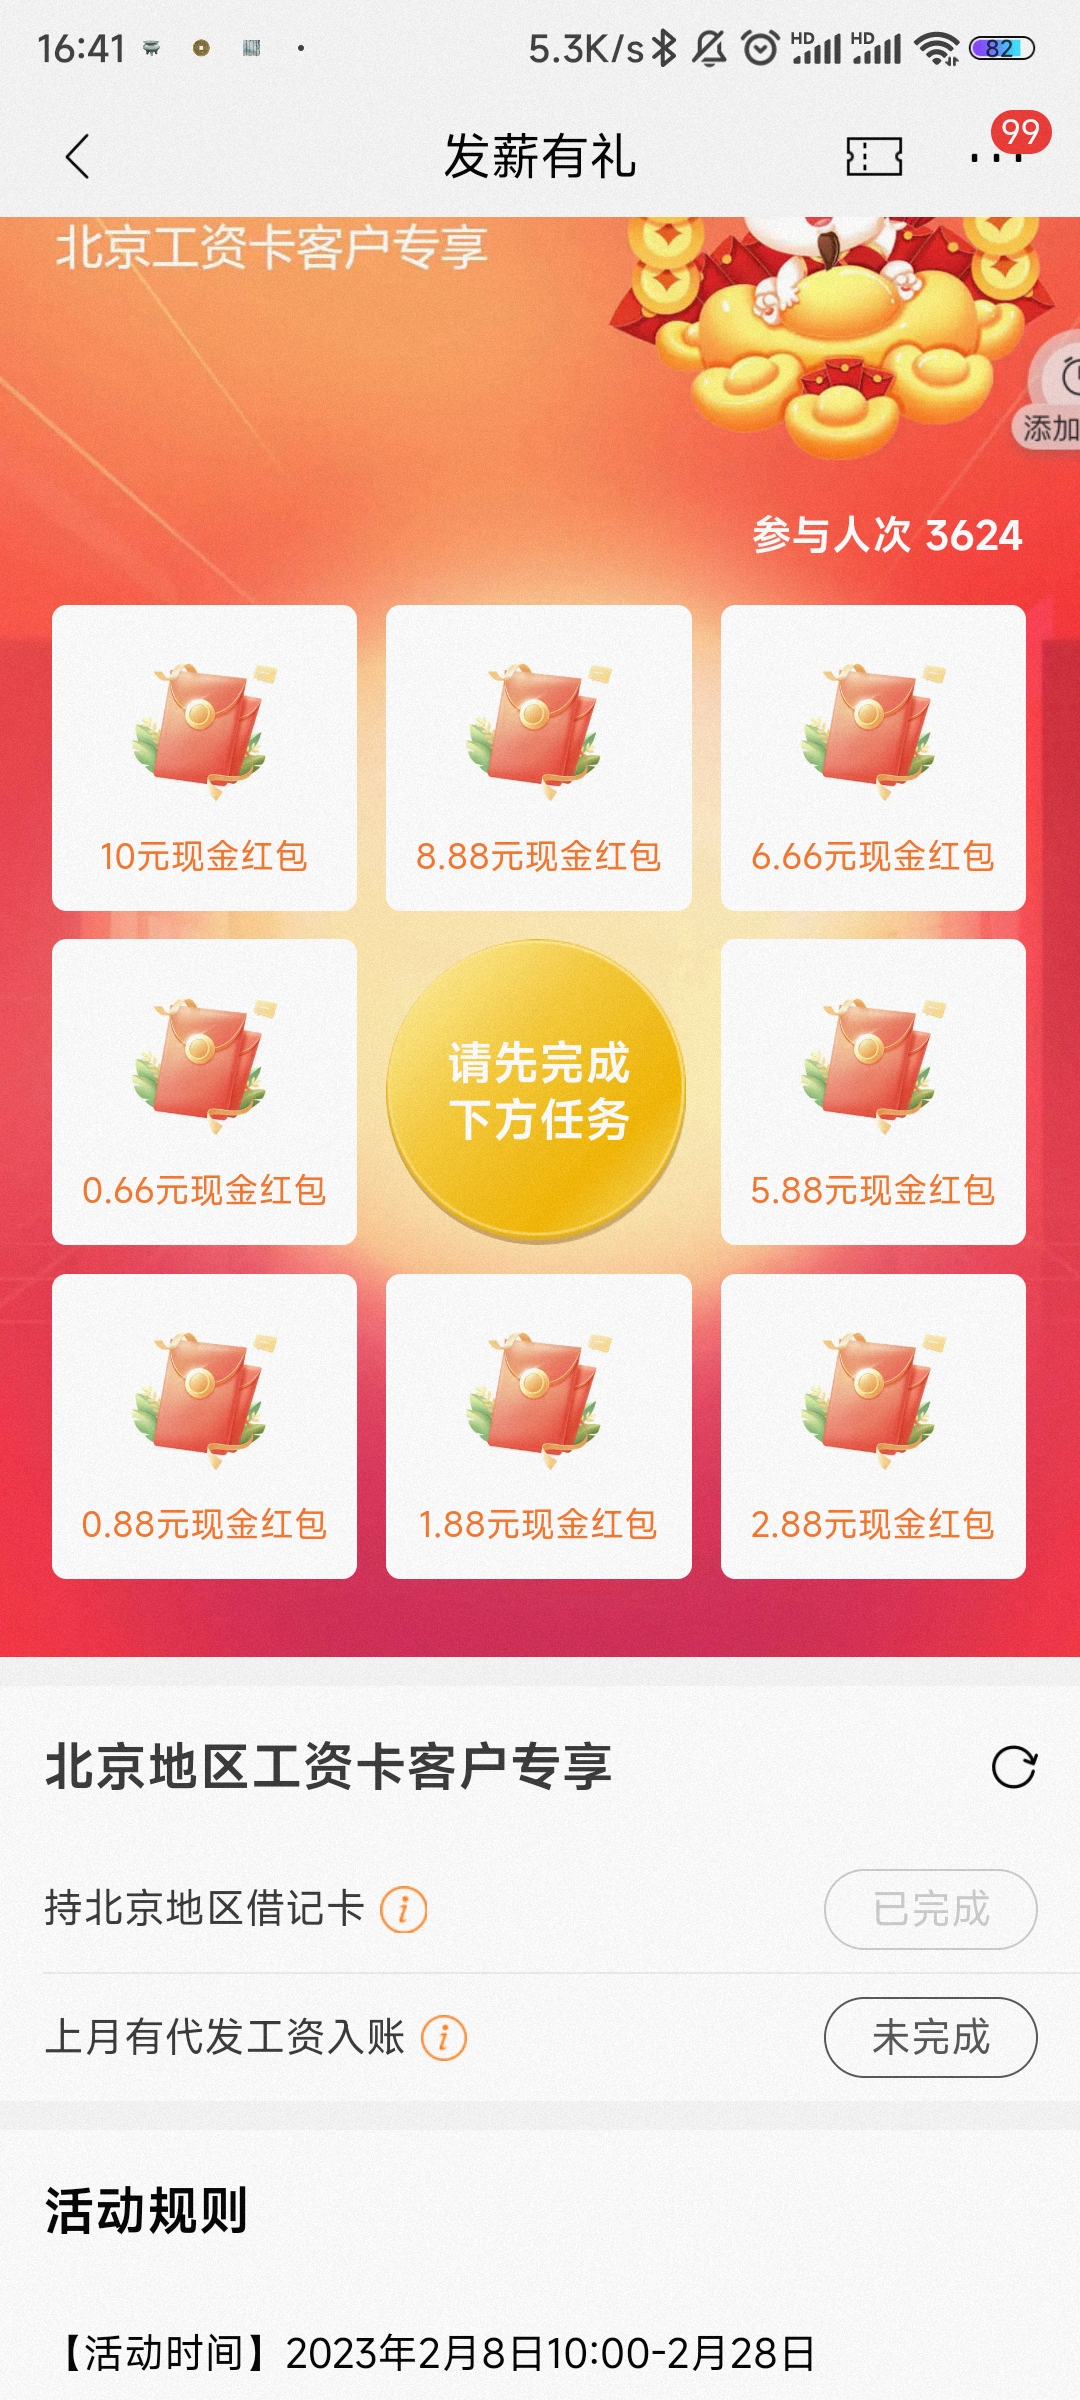 16:41
5.3K/s
HD
HD
82
发薪有礼
99
北京工资卡客户专享
添加
参与人次 3624
10元现金红包
8.88元现金红包
6.66元现金红包
0.66元现金红包
请先完成
下方任务
5.88元现金红包
0.88元现金红包
1.88元现金红包
2.88元现金红包
北京地区工资卡客户专享
持北京地区借记卡
已完成
上月有代发工资入账
未完成
活动规则
【活动时间】2023年2月8日10:00-2月28日